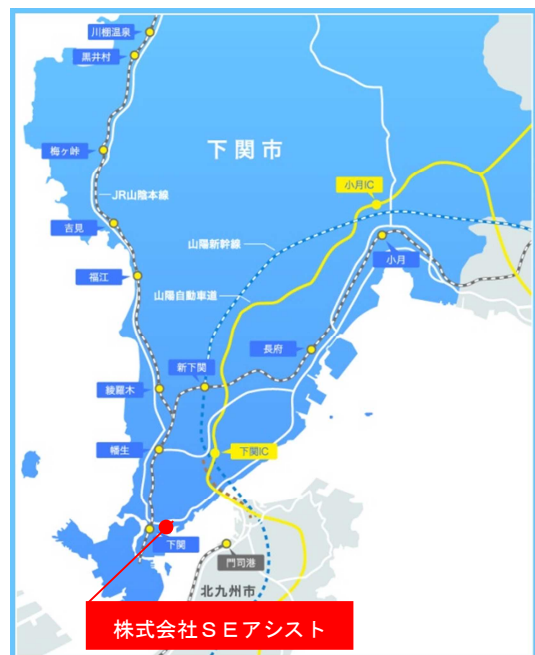 川棚温泉
黒井村
梅ヶ峠
下関市
小月IC
JR山陰本線
吉見
山陽新幹線
小月
福江
山陽自動車道
長府
新下関
綾羅木
幡生
下関IC
下関
門司港
北九州市
株式会社SEアシスト